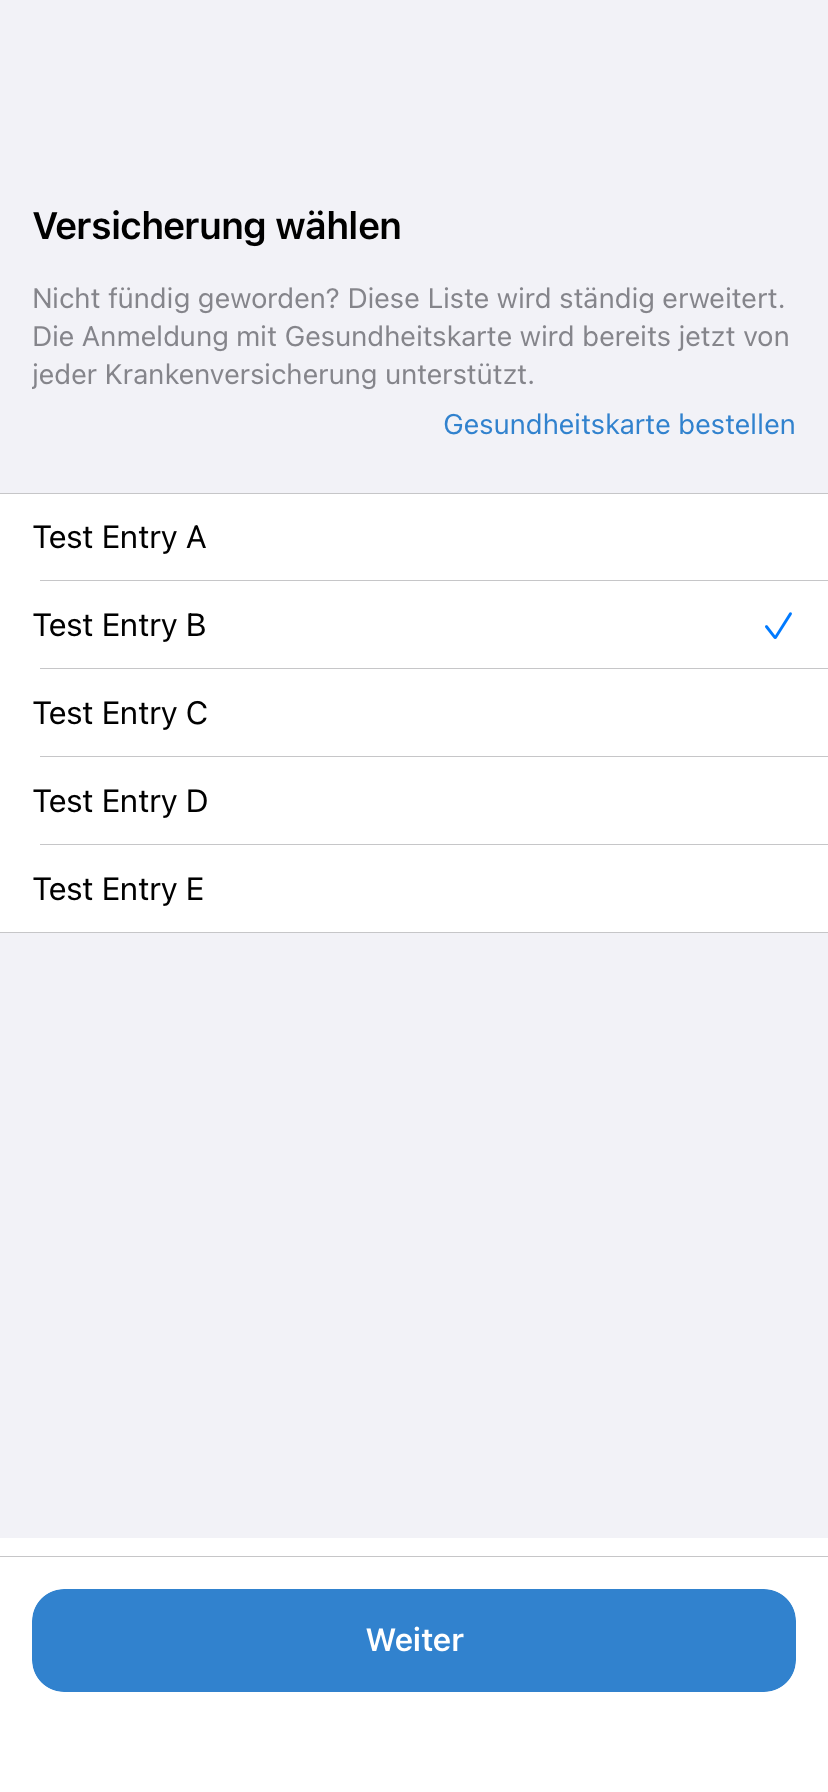 Versicherung wählen
Nicht fündig geworden? Diese Liste wird ständig erweitert.
Die Anmeldung mit Gesundheitskarte wird bereits jetzt von
jeder Krankenversicherung unterstützt.
Gesundheitskarte bestellen
Test Entry A
Test Entry B
Test Entry C
Test Entry D
Test Entry E
Weiter